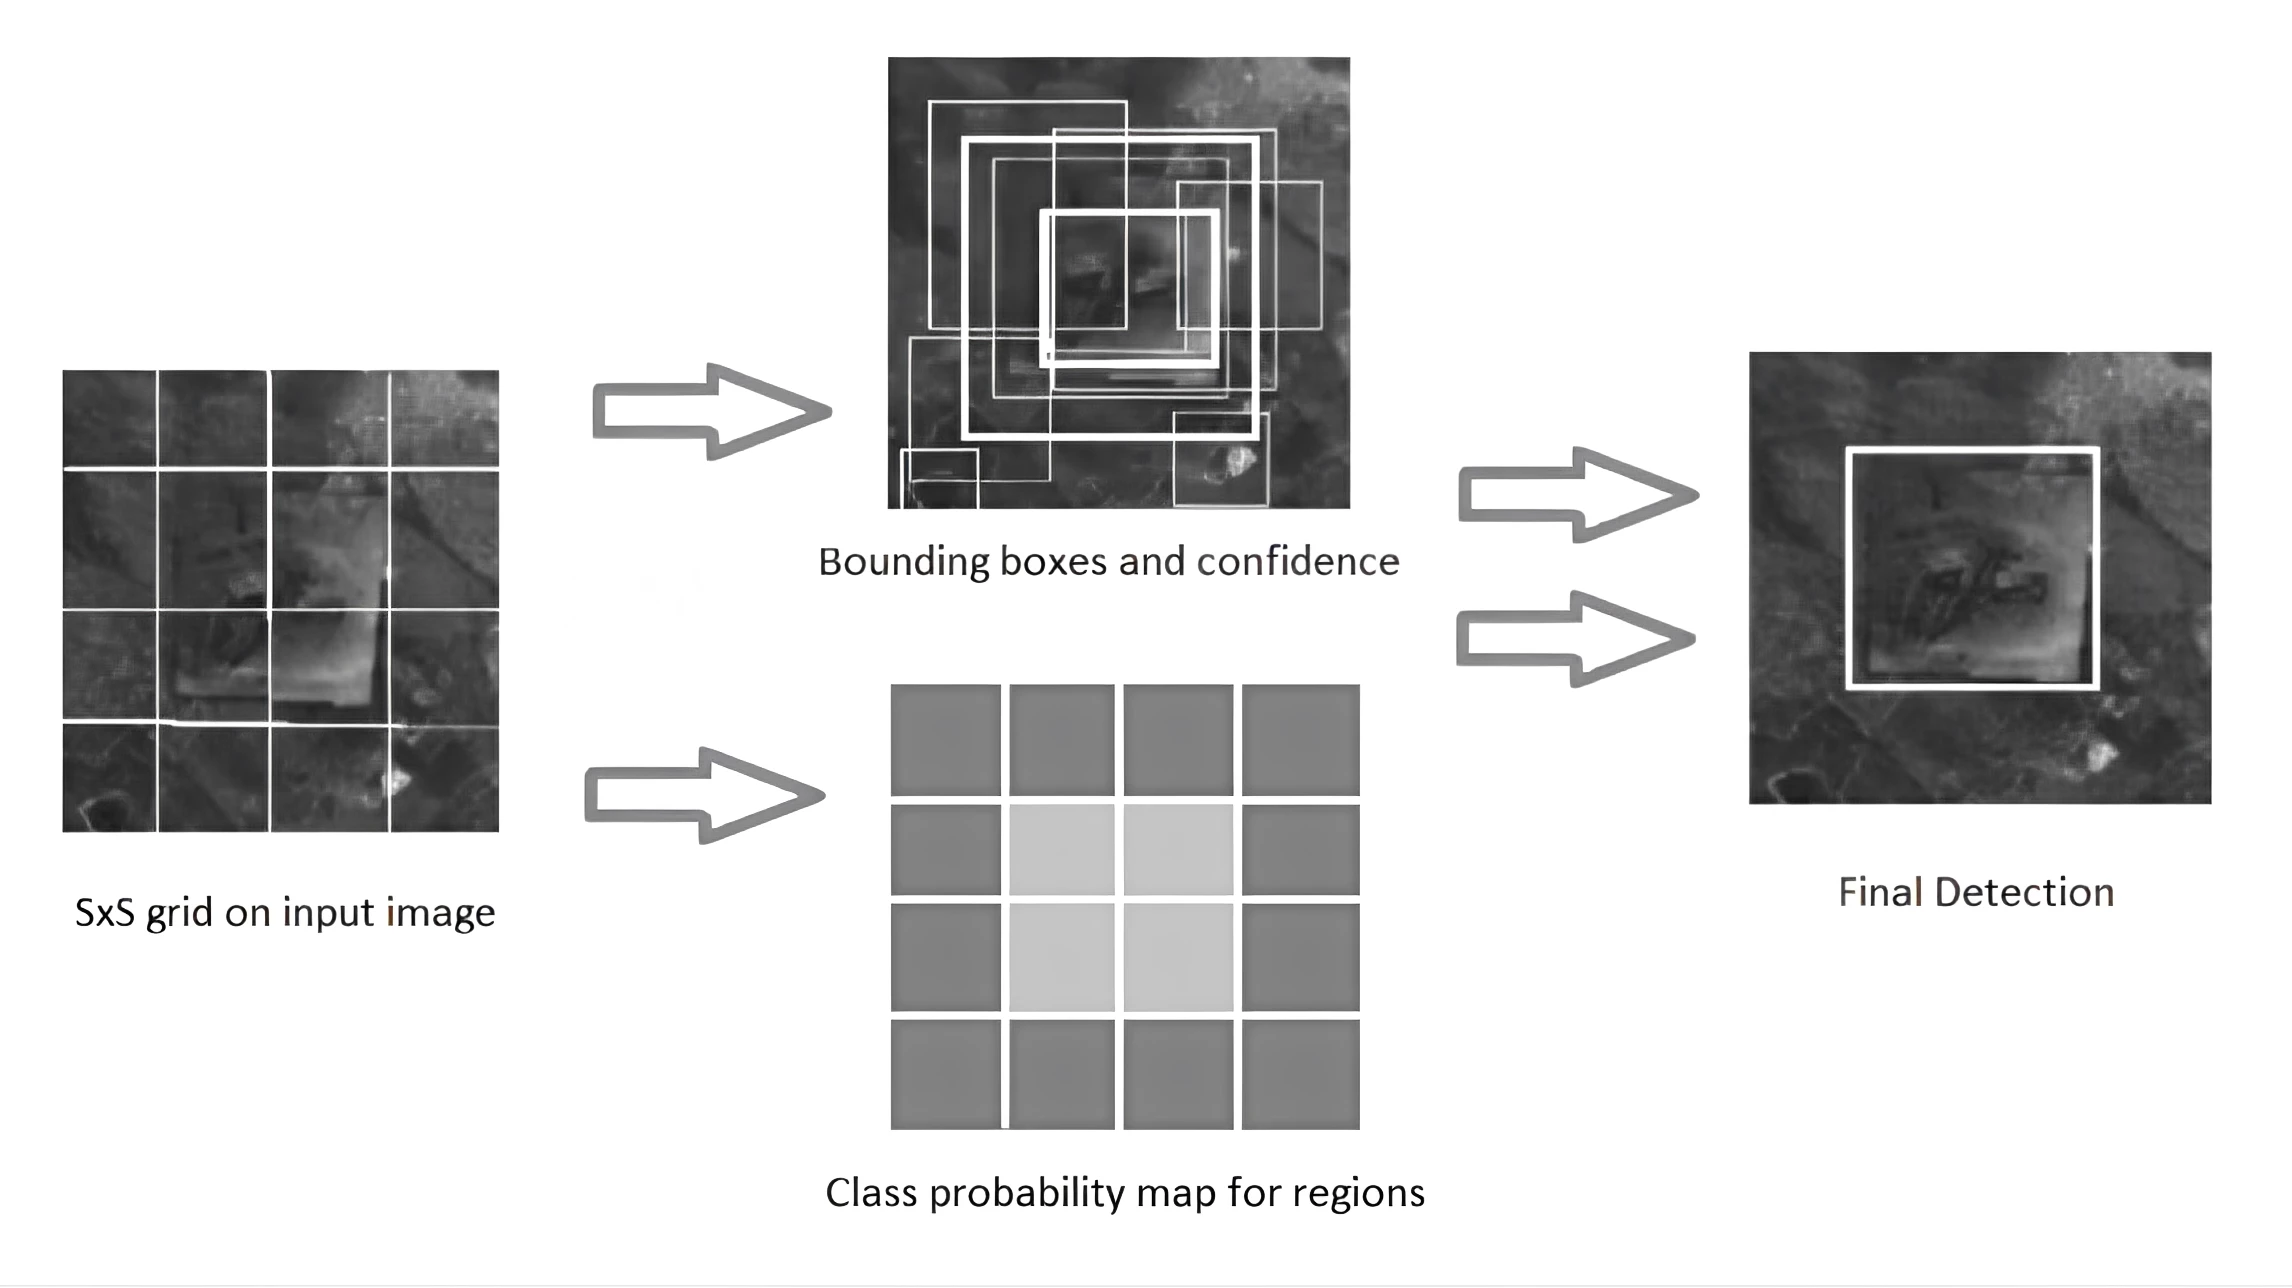 Bounding boxes and confidence
SxS grid on input image
Final Detection
Class probability map for regions